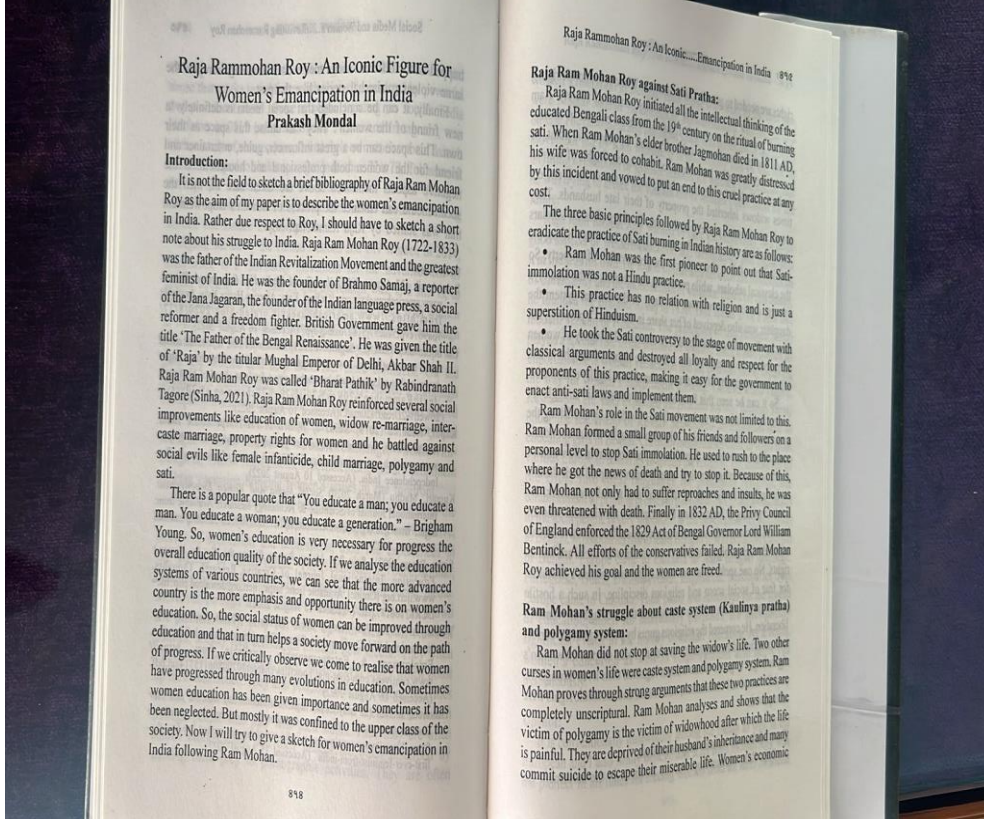 Raja Rammohan Roy : An Iconic Figure for
Women's Emancipation in India
Prakash Mondal
Introduction:
It is not the field to sketch a brief bibliography of Raja Ram Mohan
Roy as the aim of my paper is to describe the women's emancipation
in India. Rather due respect to Roy, I should have to sketch a short
note about his struggle to India. Raja Ram Mohan Roy (1722-1833)
was the father of the Indian Revitalization Movement and the greatest
feminist of India. He was the founder of Brahmo Samaj, a reporter
of the Jana Jagaran, the founder of the Indian language press, a social
reformer and a freedom fighter. British Government gave him the
title 'The Father of the Bengal Renaissance'. He was given the title
of 'Raja' by the titular Mughal Emperor of Delhi, Akbar Shah II.
Raja Ram Mohan Roy was called 'Bharat Pathik' by Rabindranath
Tagore (Sinha, 2021). Raja Ram Mohan Roy reinforced several social
improvements like education of women, widow re-marriage, inter-
caste marriage, property rights for women and he battled against
social evils like female infanticide, child marriage, polygamy and
sati.
There is a popular quote that "You educate a man; you educate a
man. You educate a woman; you educate a generation." – Brigham
Young. So, women's education is very necessary for progress the
overall education quality of the society. If we analyse the education
systems of various countries, we can see that the more advanced
country is the more emphasis and opportunity there is on women's
education. So, the social status of women can be improved through
education and that in turn helps a society move forward on the path
of progress. If we critically observe we come to realise that women
have progressed through many evolutions in education. Sometimes
women education has been given importance and sometimes it has
been neglected. But mostly it was confined to the upper class of the
society. Now I will try to give a sketch for women's emancipation in
India following Ram Mohan.
Raja Rammohan Roy : An Iconic.....Emancipation in India
Raja Ram Mohan Roy against Sati Pratha:
Raja Ram Mohan Roy initiated all the intellectual thinking of the
educated Bengali class from the 19th century on the ritual of burning
sati. When Ram Mohan's elder brother Jagmohan died in 1811 AD,
his wife was forced to cohabit. Ram Mohan was greatly distressed
by this incident and vowed to put an end to this cruel practice at any
cost.
The three basic principles followed by Raja Ram Mohan Roy to
eradicate the practice of Sati burning in Indian history are as follows:
• Ram Mohan was the first pioneer to point out that Sati-
immolation was not a Hindu practice.
• This practice has no relation with religion and is just a
superstition of Hinduism.
• He took the Sati controversy to the stage of movement with
classical arguments and destroyed all loyalty and respect for the
proponents of this practice, making it easy for the government to
enact anti-sati laws and implement them.
Ram Mohan's role in the Sati movement was not limited to this.
Ram Mohan formed a small group of his friends and followers on a
personal level to stop Sati immolation. He used to rush to the place
where he got the news of death and try to stop it. Because of this,
Ram Mohan not only had to suffer reproaches and insults, he was
even threatened with death. Finally in 1832 AD, the Privy Council
of England enforced the 1829 Act of Bengal Governor Lord William
Bentinck. All efforts of the conservatives failed. Raja Ram Mohan
Roy achieved his goal and the women are freed.
Ram Mohan's struggle about caste system (Kaulinya pratha)
and polygamy system:
Ram Mohan did not stop at saving the widow's life. Two other
curses in women's life were caste system and polygamy system. Ram
Mohan proves through strong arguments that these two practices are
completely unscriptural. Ram Mohan analyses and shows that the
victim of polygamy is the victim of widowhood after which the life
is painful. They are deprived of their husband's inheritance and many
commit suicide to escape their miserable life. Women's economic